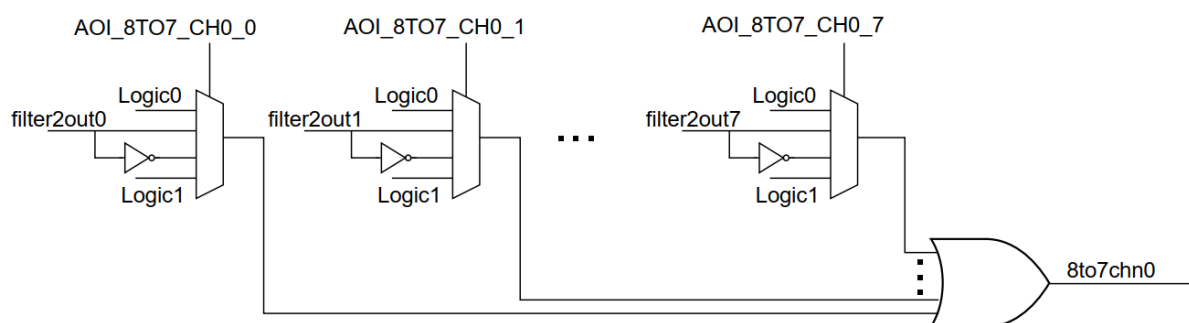 AOI_8TO7_CH0_0
AOI_8TO7_CH0_1
AOI_8TO7_CH0_7
Logic0
Logic0
Logic0
filter2out0
filter2out1
filter2out7
Logic1
Logic1
Logic1
8to7chn0